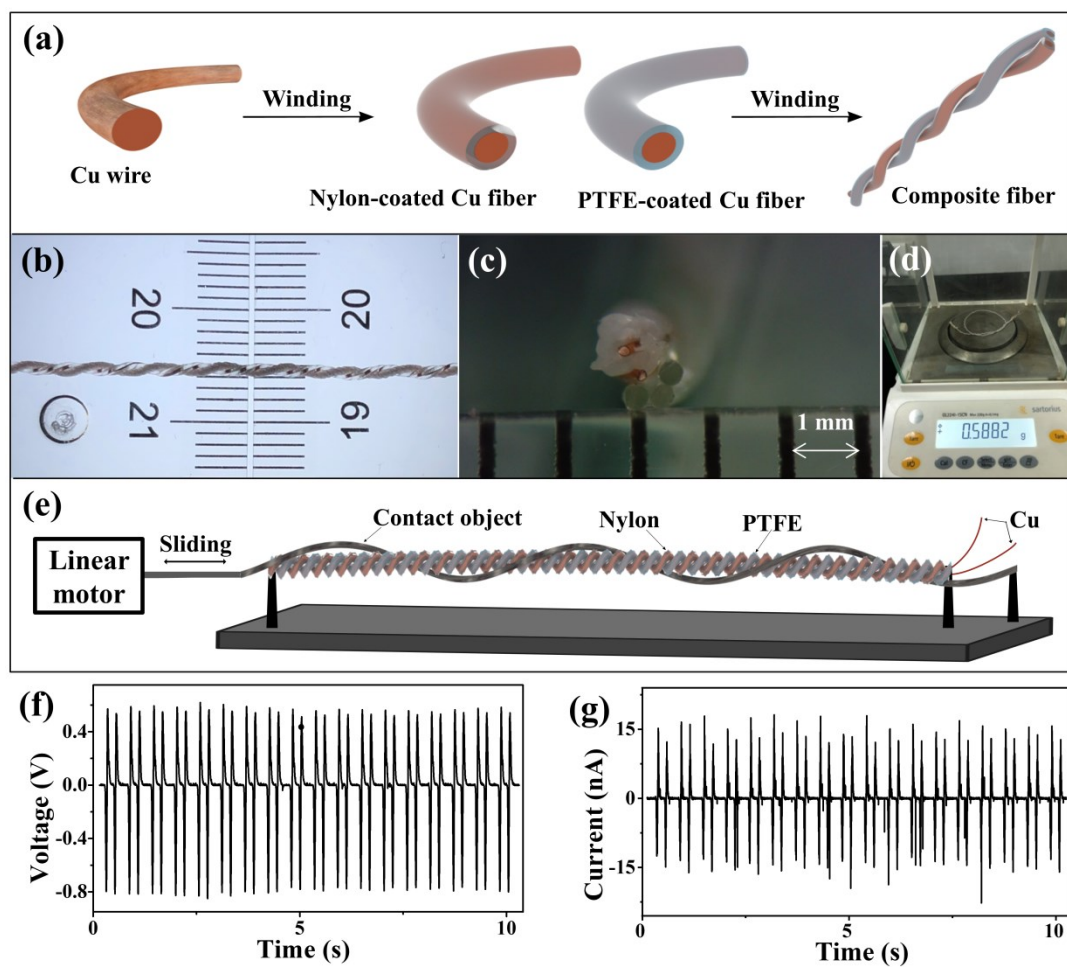 (a)
Winding
Winding
Cu wire
Nylon-coated Cu fiber
PTFE-coated Cu fiber
Composite fiber
(b)
20
20
21
19
(c)
1 mm
(d)
sartorius
0.5882 g
(e)
Contact object
Nylon
PTFE
Cu
Sliding
Linear
motor
(f)
0.4
0.0
-0.4
-0.8
Voltage (V)
0
5
10
Time (s)
(g)
15
0
-15
Current (nA)
0
5
10
Time (s)